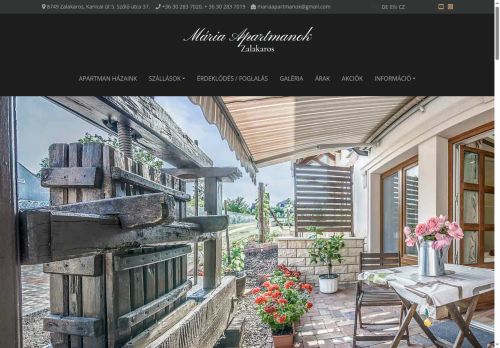 8749 Zalakaros, Kanizai út 5. Szőlő utca 37. +36 30 283 7020, + 36 30 283 7019 mariaapartmanok@gmail.com DE EN CZ
Mária Apartmanok
Zalakaros
APARTMAN HÁZAINK SZÁLLÁSOK ÉRDEKLŐDÉS / FOGLALÁS GALÉRIA ÁRAK AKCIÓK INFORMÁCIÓ